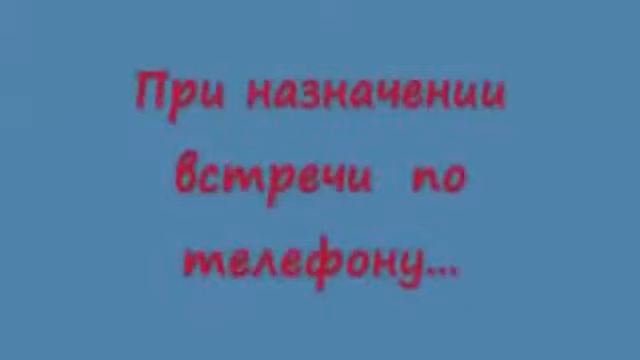 При назначении
встречи по
телефону...